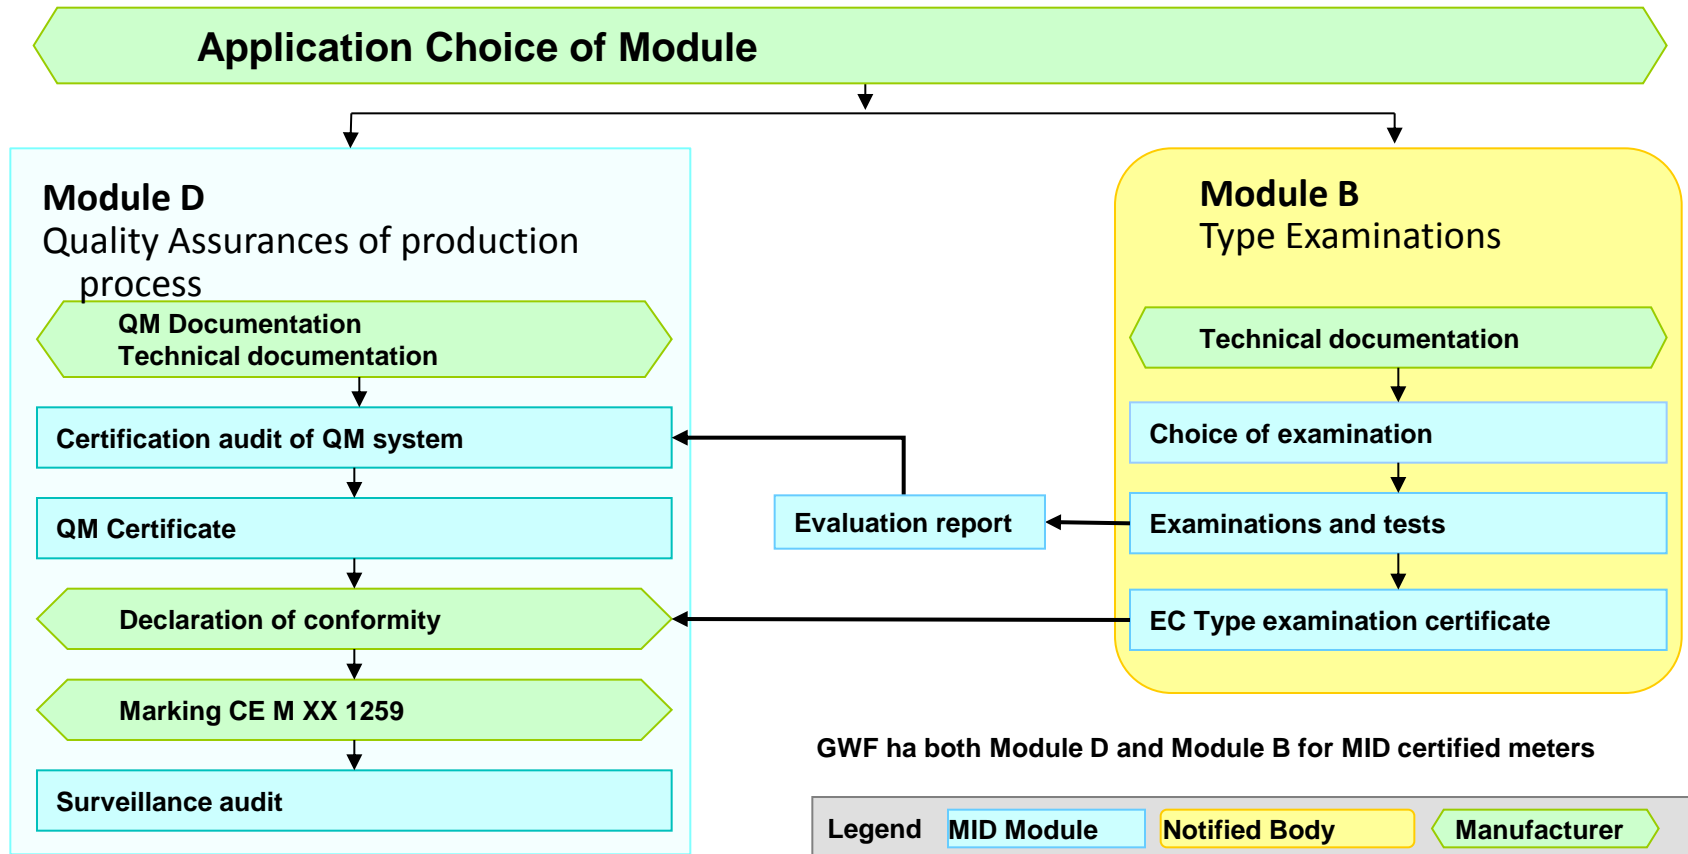 Application Choice of Module
Module D
Quality Assurances of production
process
QM Documentation
Technical documentation
Certification audit of QM system
QM Certificate
Declaration of conformity
Marking CE M XX 1259
Surveillance audit
Evaluation report
Module B
Type Examinations
Technical documentation
Choice of examination
Examinations and tests
EC Type examination certificate
GWF ha both Module D and Module B for MID certified meters
Legend MID Module Notified Body Manufacturer